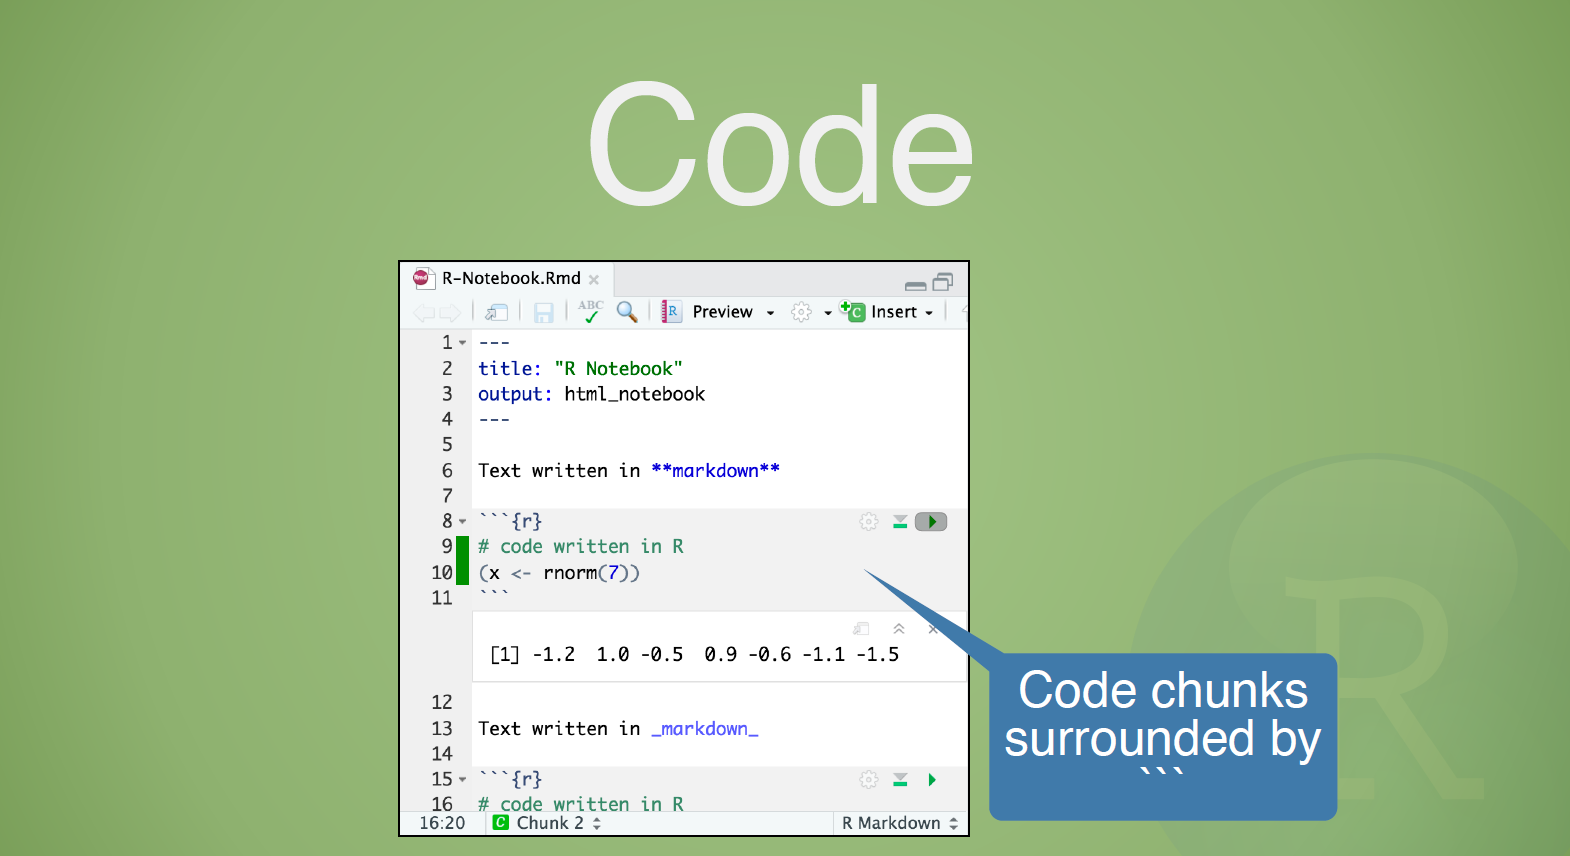 Code
R-Notebook.Rmd
ABC
R
Preview
C
Insert
1 ---
2 title: "R Notebook"
3 output: html_notebook
4 ---
5
6 Text written in **markdown**
7
8 ```{r}
9 # code written in R
10 (x <- rnorm(7))
11 ```
[1] -1.2  1.0 -0.5  0.9 -0.6 -1.1 -1.5
12
13 Text written in _markdown_
14
15 ```{r}
16 # code written in R
16:20 C Chunk 2 R Markdown
Code chunks
surrounded by
```
R